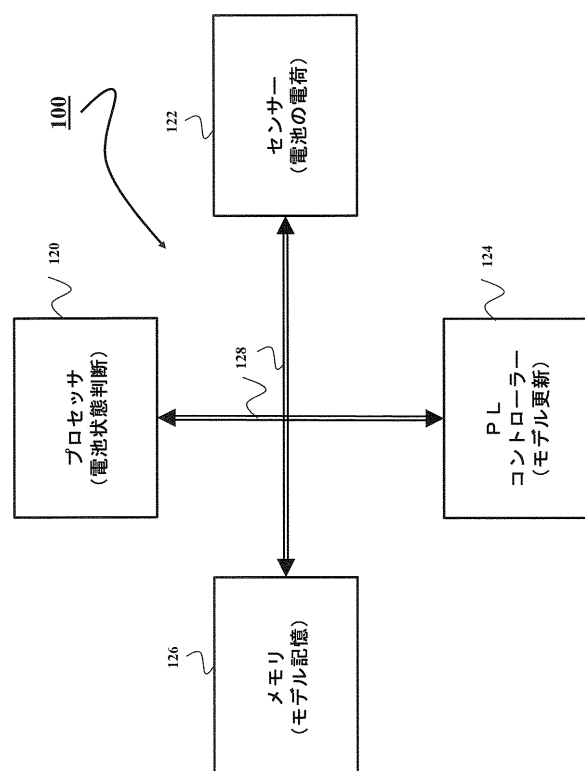 100
プロセッサ
(電池状態判断)
120
センサー
(電池の電荷)
122
128
メモリ
(モデル記憶)
126
ＰＬ
コントローラー
(モデル更新)
124